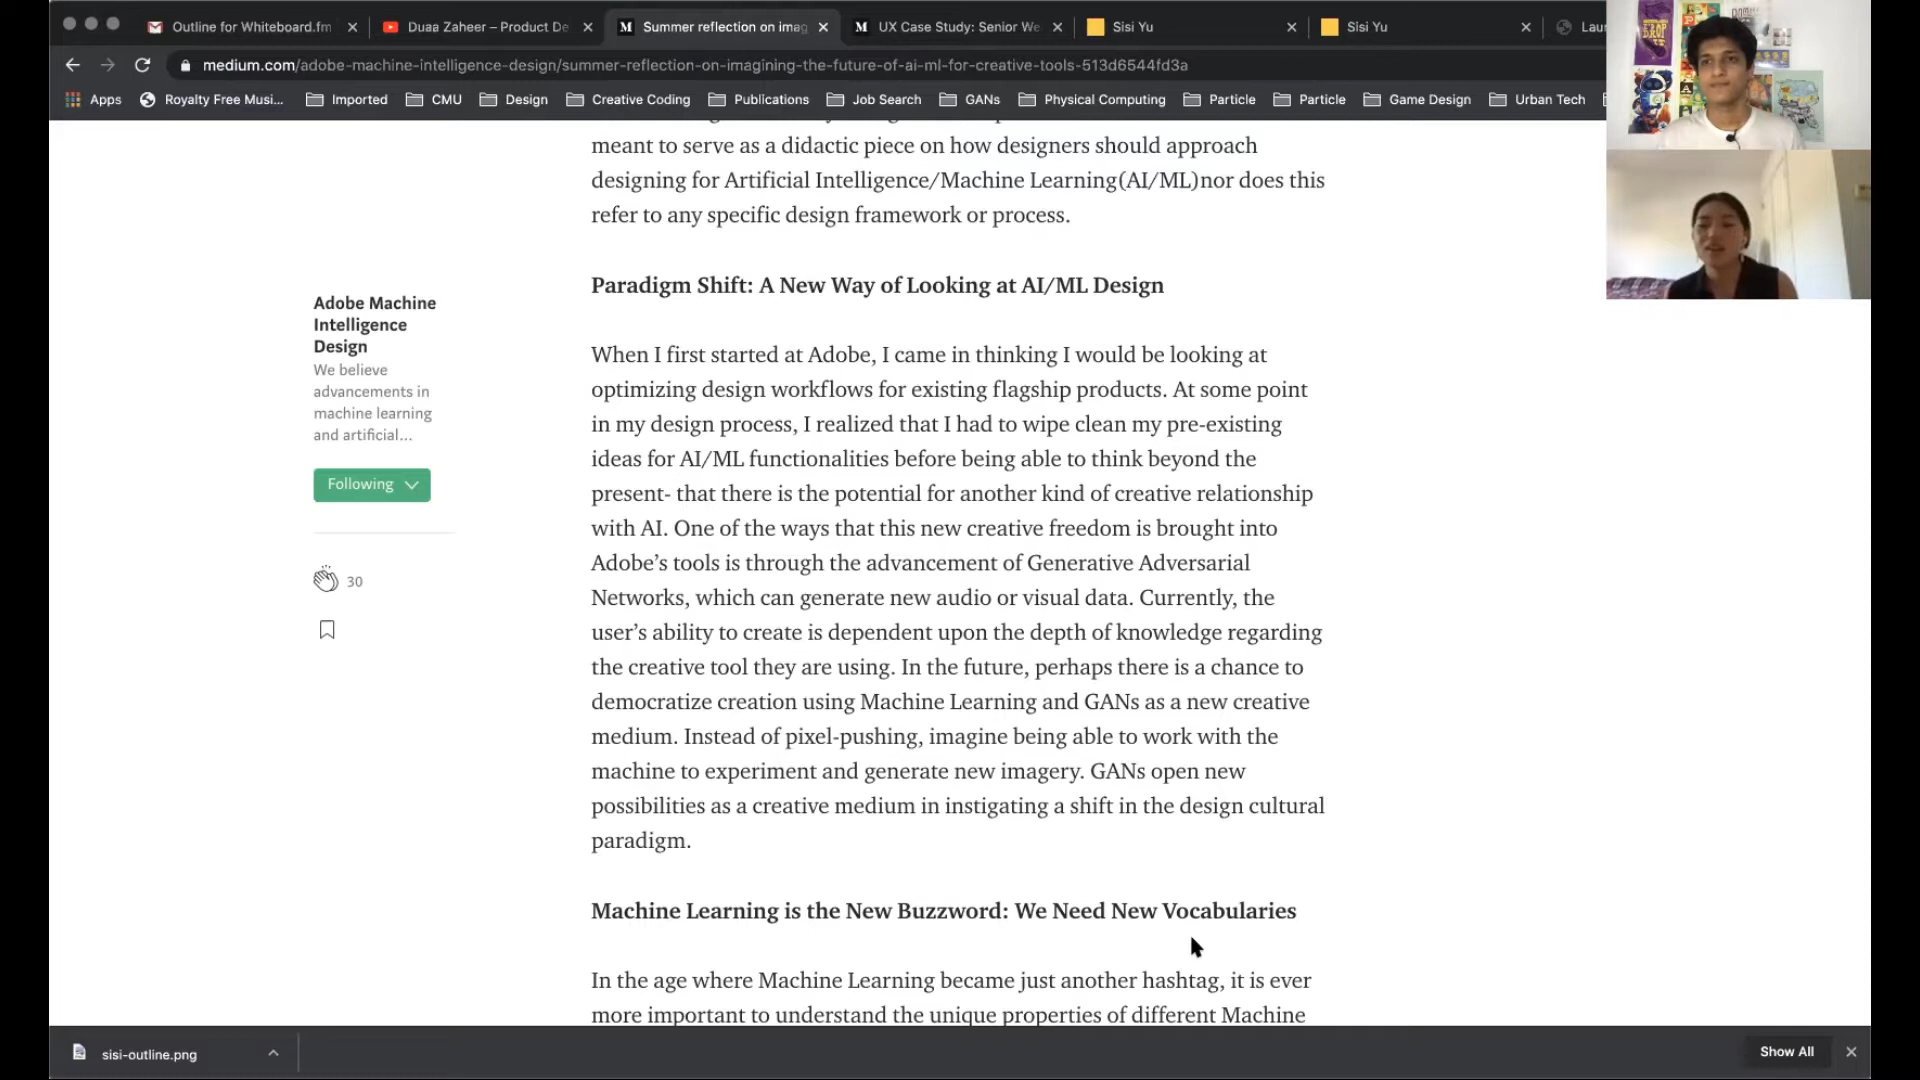 Outline for Whiteboard.fm
Duaa Zaheer – Product De
Summer reflection on imag
UX Case Study: Senior We
Sisi Yu
Sisi Yu
Lau
medium.com/adobe-machine-intelligence-design/summer-reflection-on-imagining-the-future-of-ai-ml-for-creative-tools-513d6544fd3a
Apps
Royalty Free Musi...
Imported
CMU
Design
Creative Coding
Publications
Job Search
GANs
Physical Computing
Particle
Particle
Game Design
Urban Tech
meant to serve as a didactic piece on how designers should approach
designing for Artificial Intelligence/Machine Learning(AI/ML)nor does this
refer to any specific design framework or process.
Paradigm Shift: A New Way of Looking at AI/ML Design
Adobe Machine
Intelligence
Design
We believe
advancements in
machine learning
and artificial...
Following
30
When I first started at Adobe, I came in thinking I would be looking at
optimizing design workflows for existing flagship products. At some point
in my design process, I realized that I had to wipe clean my pre-existing
ideas for AI/ML functionalities before being able to think beyond the
present- that there is the potential for another kind of creative relationship
with AI. One of the ways that this new creative freedom is brought into
Adobe’s tools is through the advancement of Generative Adversarial
Networks, which can generate new audio or visual data. Currently, the
user’s ability to create is dependent upon the depth of knowledge regarding
the creative tool they are using. In the future, perhaps there is a chance to
democratize creation using Machine Learning and GANs as a new creative
medium. Instead of pixel-pushing, imagine being able to work with the
machine to experiment and generate new imagery. GANs open new
possibilities as a creative medium in instigating a shift in the design cultural
paradigm.
Machine Learning is the New Buzzword: We Need New Vocabularies
In the age where Machine Learning became just another hashtag, it is ever
more important to understand the unique properties of different Machine
sisi-outline.png
Show All